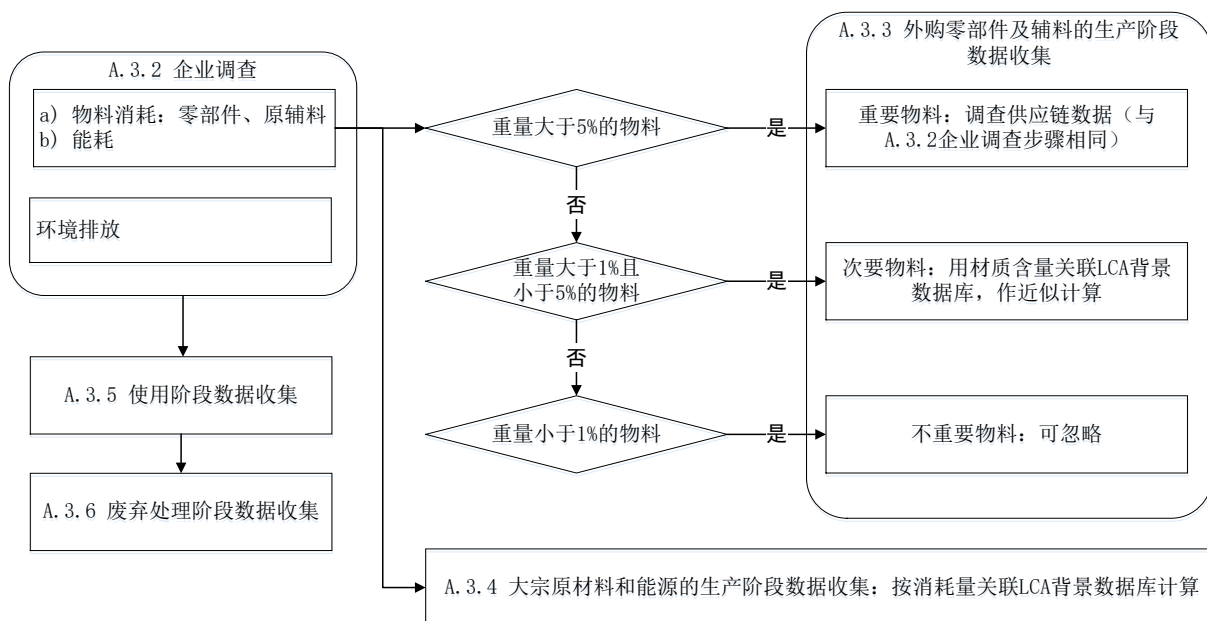 A.3.2 企业调查
a) 物料消耗：零部件、原辅料
b) 能耗
环境排放
A.3.5 使用阶段数据收集
A.3.6 废弃处理阶段数据收集
重量大于5%的物料
是
否
重量大于1%且
小于5%的物料
是
否
重量小于1%的物料
是
A.3.3 外购零部件及辅料的生产阶段
数据收集
重要物料：调查供应链数据（与
A.3.2企业调查步骤相同）
次要物料：用材质含量关联LCA背景
数据库，作近似计算
不重要物料：可忽略
A.3.4 大宗原材料和能源的生产阶段数据收集：按消耗量关联LCA背景数据库计算